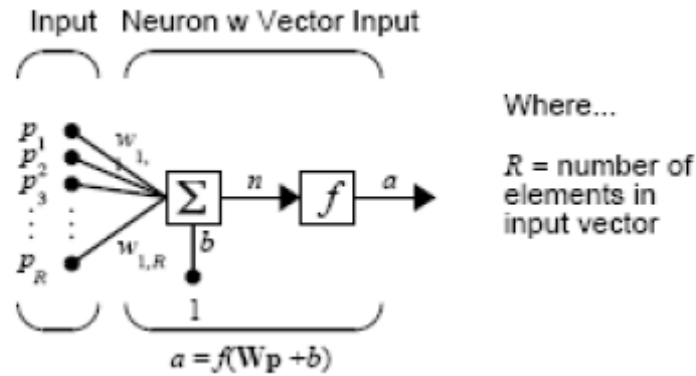 Input Neuron w Vector Input
Where...
p1
w1,
p2
p3
R = number of
elements in
input vector
Σ n f a
b
pR
w1,R
1
a = f(Wp +b)